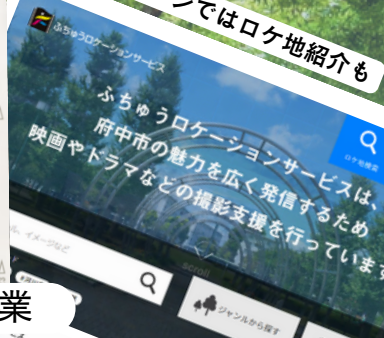 ジではロケ地紹介も
ふちゅうロケーションサービス
ふちゅうロケーションサービスは、
府中市の魅力を広く発信するため
映画やドラマなどの撮影支援を行っています
ロケ地検索
scroll
イメージなど
ジャンルから探す
業